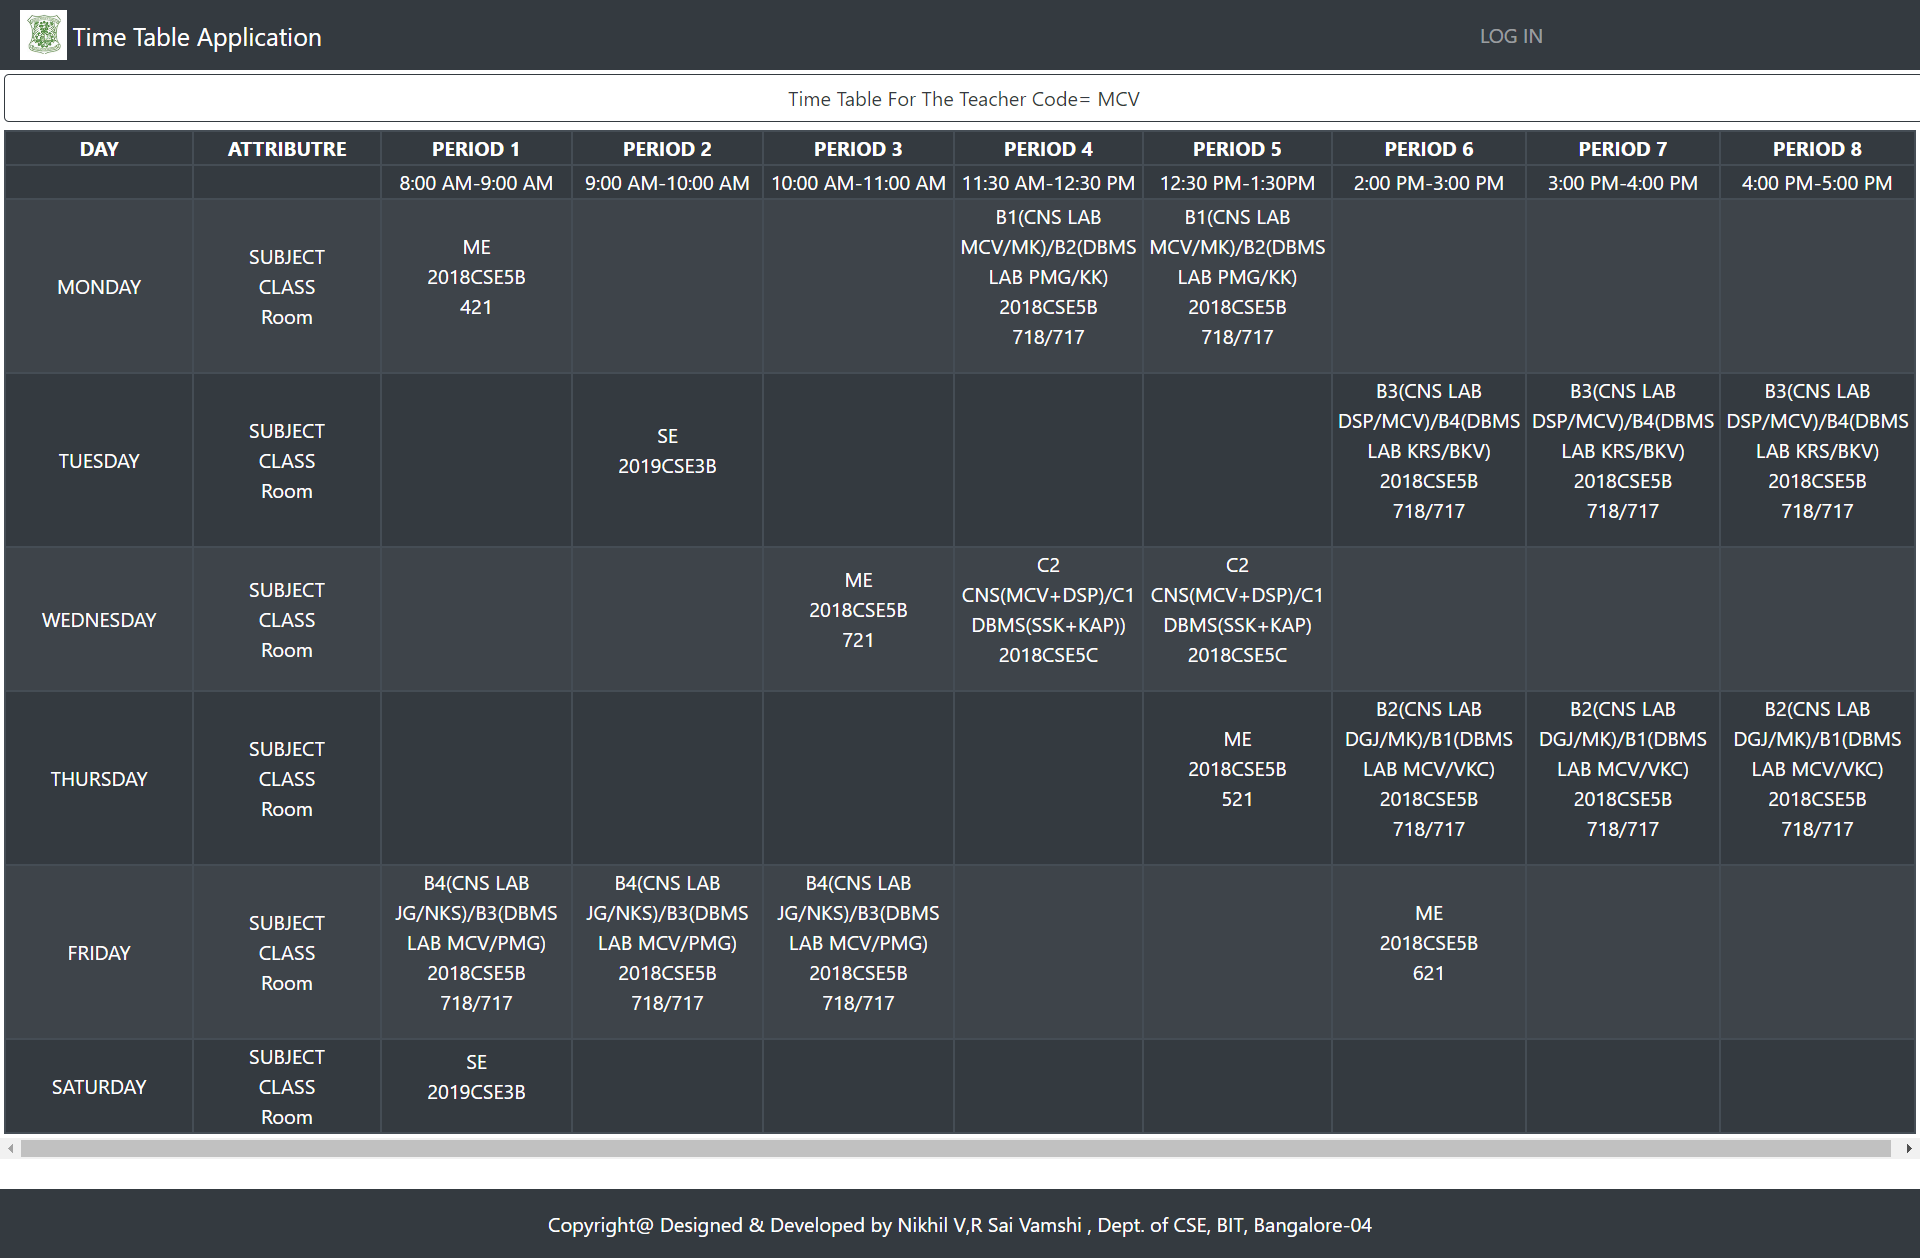 Time Table Application
LOG IN
Time Table For The Teacher Code= MCV
DAY ATTRIBUTRE PERIOD 1 PERIOD 2 PERIOD 3 PERIOD 4 PERIOD 5 PERIOD 6 PERIOD 7 PERIOD 8
8:00 AM-9:00 AM 9:00 AM-10:00 AM 10:00 AM-11:00 AM 11:30 AM-12:30 PM 12:30 PM-1:30PM 2:00 PM-3:00 PM 3:00 PM-4:00 PM 4:00 PM-5:00 PM
MONDAY
SUBJECT
CLASS
Room
ME
2018CSE5B
421
B1(CNS LAB
MCV/MK)/B2(DBMS
LAB PMG/KK)
2018CSE5B
718/717
B1(CNS LAB
MCV/MK)/B2(DBMS
LAB PMG/KK)
2018CSE5B
718/717
TUESDAY
SUBJECT
CLASS
Room
SE
2019CSE3B
B3(CNS LAB
DSP/MCV)/B4(DBMS
LAB KRS/BKV)
2018CSE5B
718/717
B3(CNS LAB
DSP/MCV)/B4(DBMS
LAB KRS/BKV)
2018CSE5B
718/717
B3(CNS LAB
DSP/MCV)/B4(DBMS
LAB KRS/BKV)
2018CSE5B
718/717
WEDNESDAY
SUBJECT
CLASS
Room
ME
2018CSE5B
721
C2
CNS(MCV+DSP)/C1
DBMS(SSK+KAP))
2018CSE5C
C2
CNS(MCV+DSP)/C1
DBMS(SSK+KAP)
2018CSE5C
THURSDAY
SUBJECT
CLASS
Room
ME
2018CSE5B
521
B2(CNS LAB
DGJ/MK)/B1(DBMS
LAB MCV/VKC)
2018CSE5B
718/717
B2(CNS LAB
DGJ/MK)/B1(DBMS
LAB MCV/VKC)
2018CSE5B
718/717
B2(CNS LAB
DGJ/MK)/B1(DBMS
LAB MCV/VKC)
2018CSE5B
718/717
FRIDAY
SUBJECT
CLASS
Room
B4(CNS LAB
JG/NKS)/B3(DBMS
LAB MCV/PMG)
2018CSE5B
718/717
B4(CNS LAB
JG/NKS)/B3(DBMS
LAB MCV/PMG)
2018CSE5B
718/717
B4(CNS LAB
JG/NKS)/B3(DBMS
LAB MCV/PMG)
2018CSE5B
718/717
ME
2018CSE5B
621
SATURDAY
SUBJECT
CLASS
Room
SE
2019CSE3B
Copyright@ Designed & Developed by Nikhil V,R Sai Vamshi , Dept. of CSE, BIT, Bangalore-04